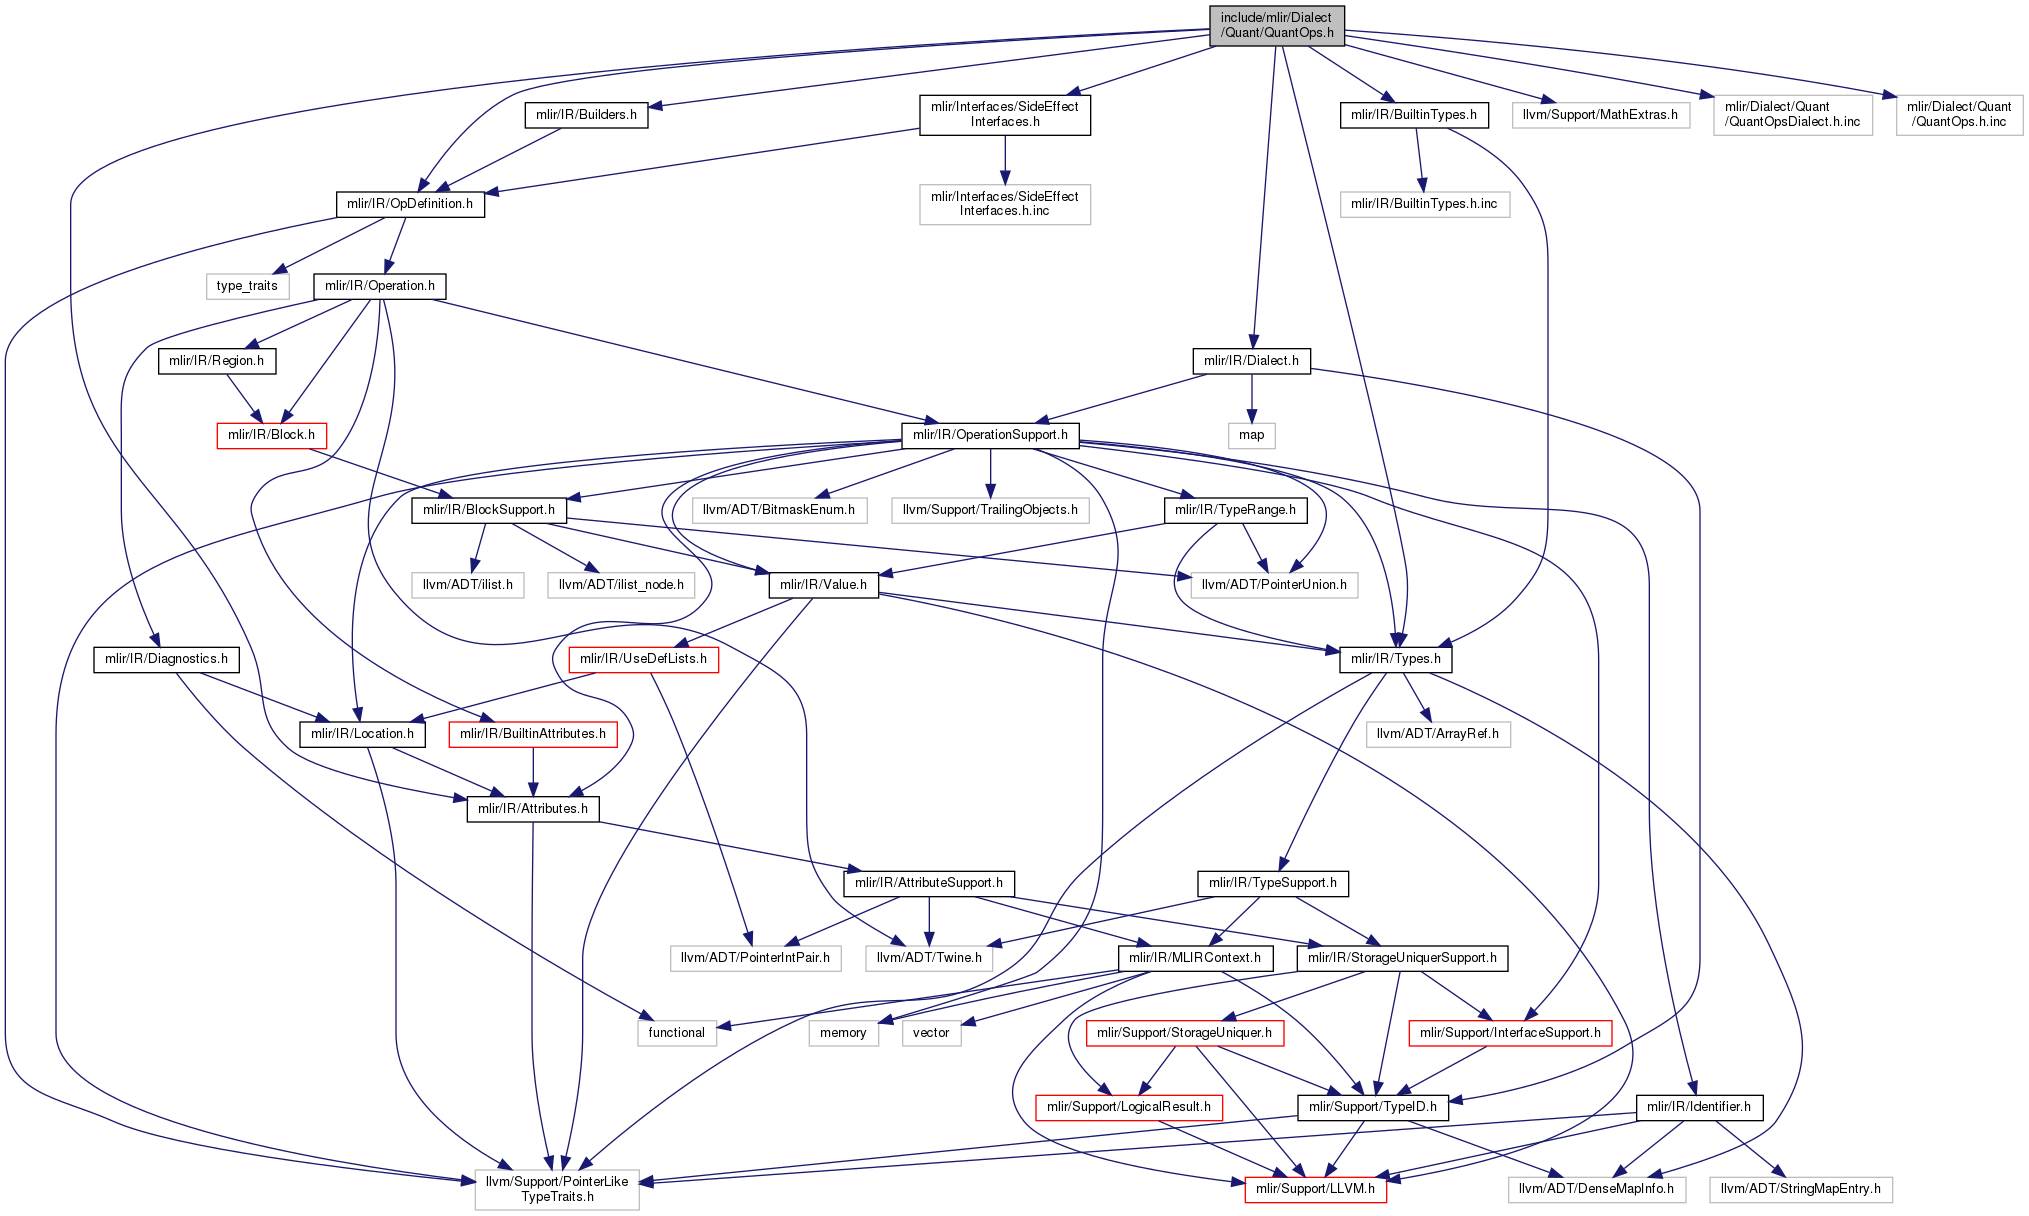 include/mlir/Dialect
/Quant/QuantOps.h
mlir/IR/Builders.h
mlir/Interfaces/SideEffect
Interfaces.h
mlir/IR/BuiltinTypes.h
llvm/Support/MathExtras.h
mlir/Dialect/Quant
/QuantOpsDialect.h.inc
mlir/Dialect/Quant
/QuantOps.h.inc
mlir/IR/OpDefinition.h
mlir/Interfaces/SideEffect
Interfaces.h.inc
mlir/IR/BuiltinTypes.h.inc
type_traits
mlir/IR/Operation.h
mlir/IR/Region.h
mlir/IR/Dialect.h
mlir/IR/Block.h
mlir/IR/OperationSupport.h
map
mlir/IR/BlockSupport.h
llvm/ADT/BitmaskEnum.h
llvm/Support/TrailingObjects.h
mlir/IR/TypeRange.h
llvm/ADT/ilist.h
llvm/ADT/ilist_node.h
mlir/IR/Value.h
llvm/ADT/PointerUnion.h
mlir/IR/Diagnostics.h
mlir/IR/UseDefLists.h
mlir/IR/Types.h
mlir/IR/Location.h
mlir/IR/BuiltinAttributes.h
llvm/ADT/ArrayRef.h
mlir/IR/Attributes.h
mlir/IR/AttributeSupport.h
mlir/IR/TypeSupport.h
llvm/ADT/PointerIntPair.h
llvm/ADT/Twine.h
mlir/IR/MLIRContext.h
mlir/IR/StorageUniquerSupport.h
functional
memory
vector
mlir/Support/StorageUniquer.h
mlir/Support/InterfaceSupport.h
mlir/Support/LogicalResult.h
mlir/Support/TypeID.h
mlir/IR/Identifier.h
llvm/Support/PointerLike
TypeTraits.h
mlir/Support/LLVM.h
llvm/ADT/DenseMapInfo.h
llvm/ADT/StringMapEntry.h